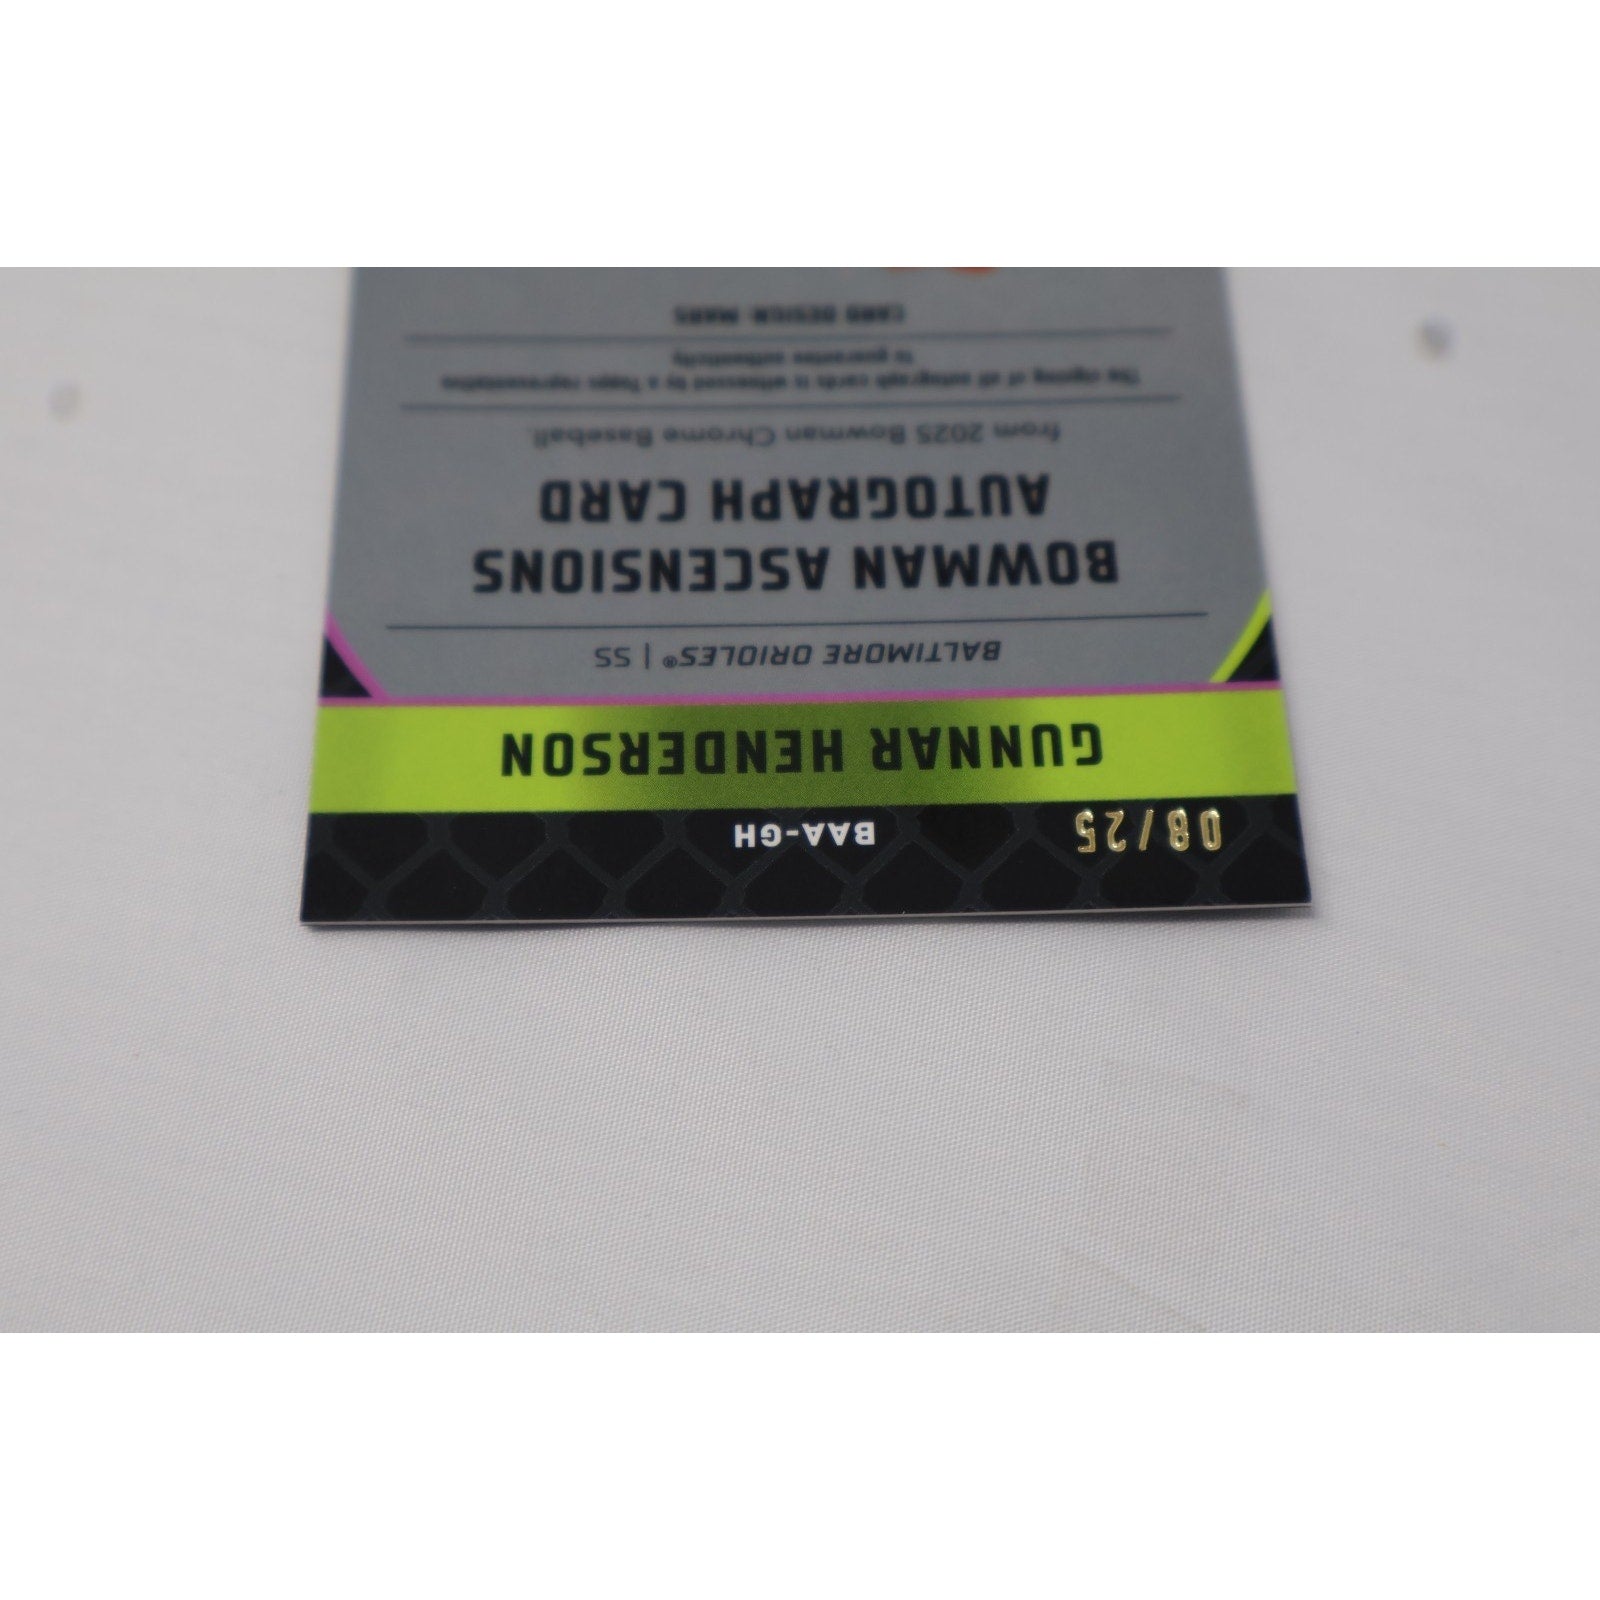 08/25
BAA-GH
GUNNAR HENDERSON
BALTIMORE ORIOLES® | SS
BOWMAN ASCENSIONS
AUTOGRAPH CARD
from 2025 Bowman Chrome Baseball.
The signing of all autograph cards is witnessed by a Topps representative
to guarantee authenticity
CARD DESIGN: MARS